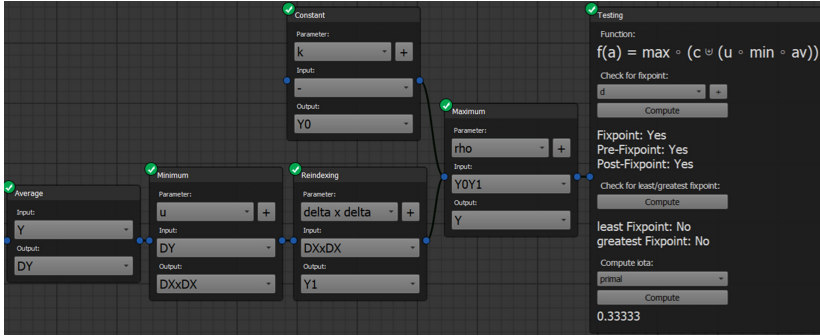 Constant
Parameter:
k
+
Input:
-
Output:
Y0
Average
Input:
Y
Output:
DY
Minimum
Parameter:
u
+
Input:
DY
Output:
DXxDX
Reindexing
Parameter:
delta x delta
+
Input:
DXxDX
Output:
Y1
Maximum
Parameter:
rho
+
Input:
Y0Y1
Output:
Y
Testing
Function:
f(a) = max ∘ (c ⊎ (u ∘ min ∘ av))
Check for fixpoint:
d
+
Compute
Fixpoint: Yes
Pre-Fixpoint: Yes
Post-Fixpoint: Yes
Check for least/greatest fixpoint:
Compute
least Fixpoint: No
greatest Fixpoint: No
Compute iota:
primal
Compute
0.33333